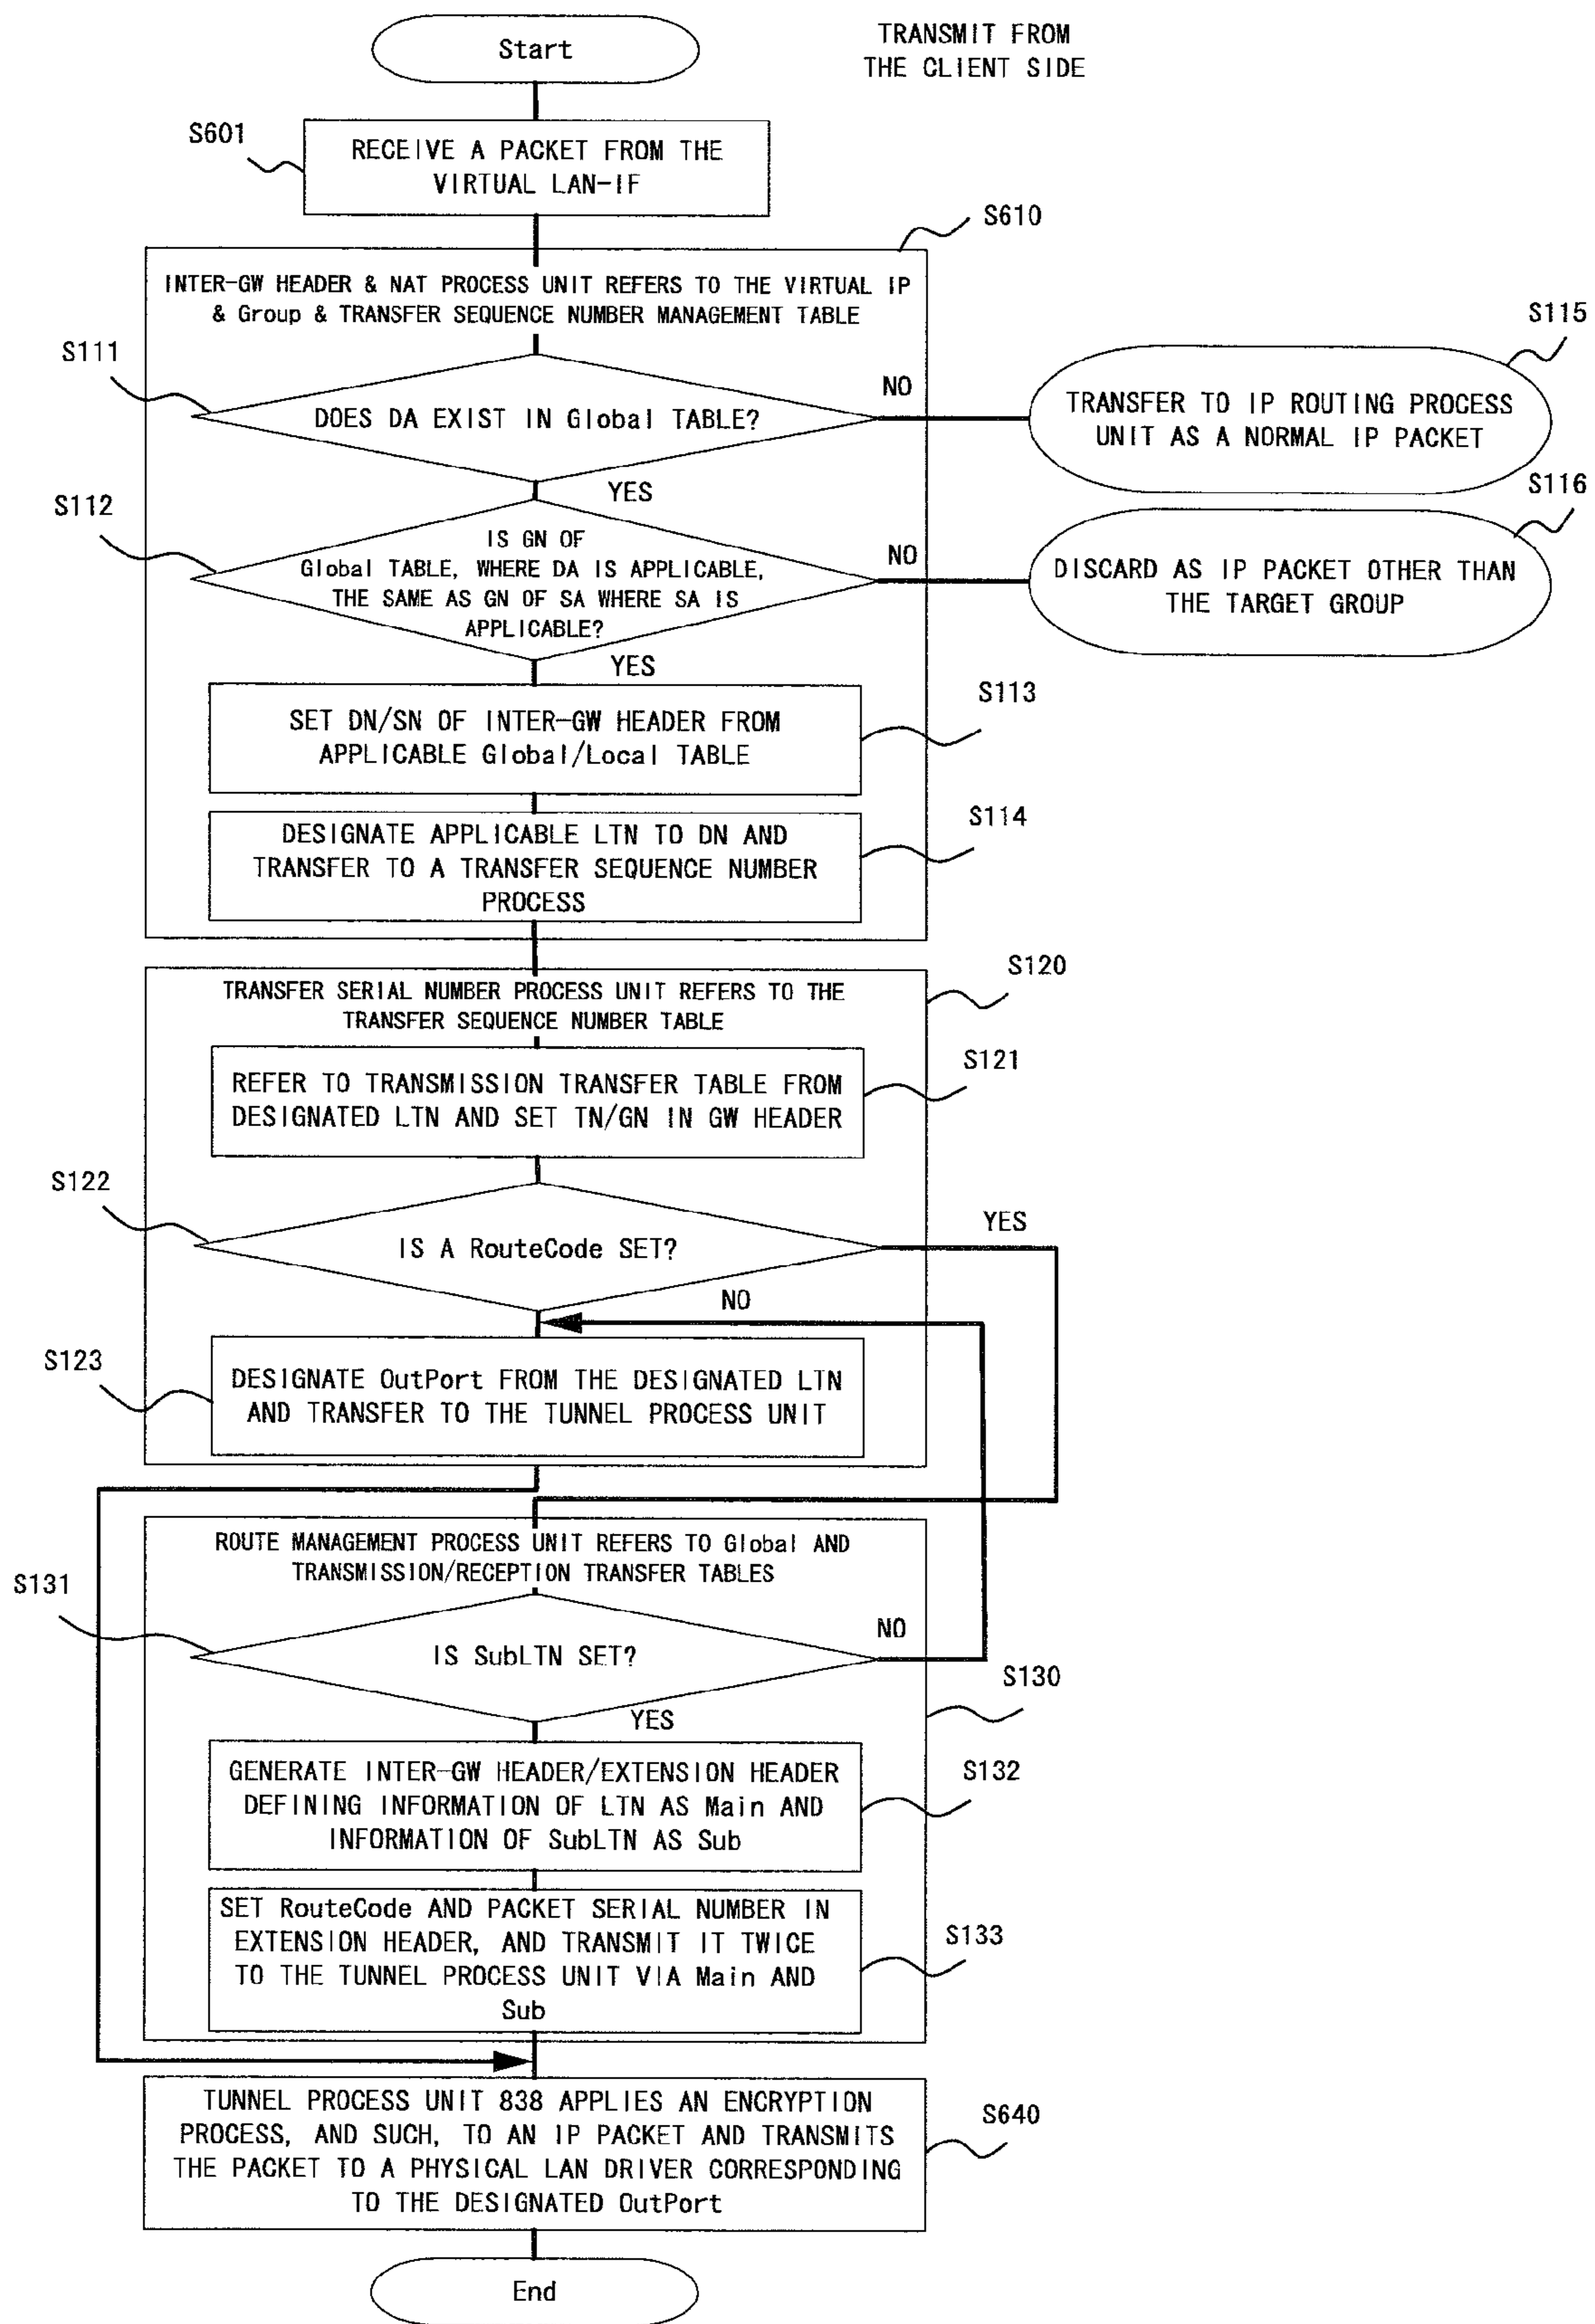 Start
TRANSMIT FROM
THE CLIENT SIDE
S601
RECEIVE A PACKET FROM THE
VIRTUAL LAN-IF
S610
INTER-GW HEADER & NAT PROCESS UNIT REFERS TO THE VIRTUAL IP
& Group & TRANSFER SEQUENCE NUMBER MANAGEMENT TABLE
S111
DOES DA EXIST IN Global TABLE?
NO
S115
TRANSFER TO IP ROUTING PROCESS
UNIT AS A NORMAL IP PACKET
YES
S112
IS GN OF
Global TABLE, WHERE DA IS APPLICABLE,
THE SAME AS GN OF SA WHERE SA IS
APPLICABLE?
NO
S116
DISCARD AS IP PACKET OTHER THAN
THE TARGET GROUP
YES
S113
SET DN/SN OF INTER-GW HEADER FROM
APPLICABLE Global/Local TABLE
S114
DESIGNATE APPLICABLE LTN TO DN AND
TRANSFER TO A TRANSFER SEQUENCE NUMBER
PROCESS
S120
TRANSFER SERIAL NUMBER PROCESS UNIT REFERS TO THE
TRANSFER SEQUENCE NUMBER TABLE
S121
REFER TO TRANSMISSION TRANSFER TABLE FROM
DESIGNATED LTN AND SET TN/GN IN GW HEADER
S122
IS A RouteCode SET?
YES
NO
S123
DESIGNATE OutPort FROM THE DESIGNATED LTN
AND TRANSFER TO THE TUNNEL PROCESS UNIT
ROUTE MANAGEMENT PROCESS UNIT REFERS TO Global AND
TRANSMISSION/RECEPTION TRANSFER TABLES
S131
IS SubLTN SET?
NO
S130
YES
S132
GENERATE INTER-GW HEADER/EXTENSION HEADER
DEFINING INFORMATION OF LTN AS Main AND
INFORMATION OF SubLTN AS Sub
S133
SET RouteCode AND PACKET SERIAL NUMBER IN
EXTENSION HEADER, AND TRANSMIT IT TWICE
TO THE TUNNEL PROCESS UNIT VIA Main AND
Sub
S640
TUNNEL PROCESS UNIT 838 APPLIES AN ENCRYPTION
PROCESS, AND SUCH, TO AN IP PACKET AND TRANSMITS
THE PACKET TO A PHYSICAL LAN DRIVER CORRESPONDING
TO THE DESIGNATED OutPort
End